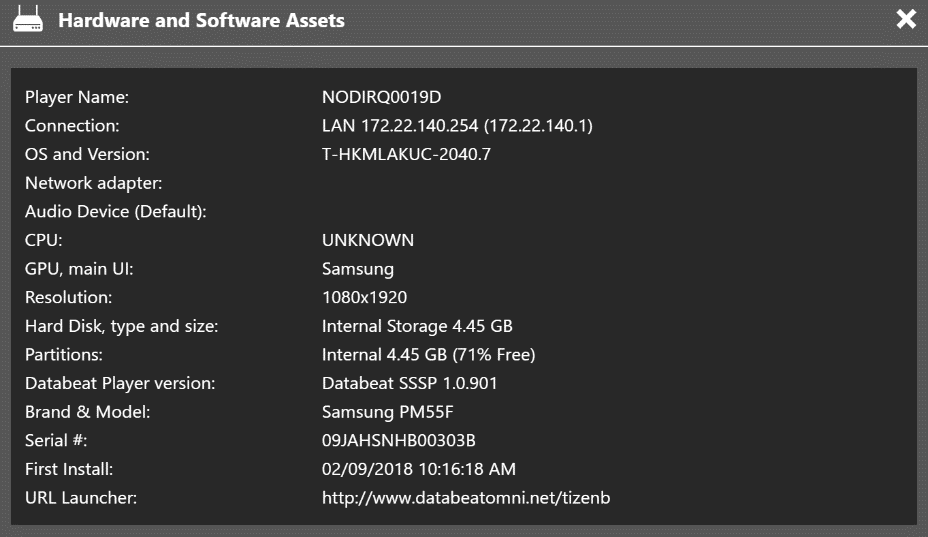 Hardware and Software Assets
Player Name: NODIRQ0019D
Connection: LAN 172.22.140.254 (172.22.140.1)
OS and Version: T-HKMLAKUC-2040.7
Network adapter:
Audio Device (Default):
CPU: UNKNOWN
GPU, main UI: Samsung
Resolution: 1080x1920
Hard Disk, type and size: Internal Storage 4.45 GB
Partitions: Internal 4.45 GB (71% Free)
Databeat Player version: Databeat SSSP 1.0.901
Brand & Model: Samsung PM55F
Serial #: 09JAHSNHB00303B
First Install: 02/09/2018 10:16:18 AM
URL Launcher: http://www.databeatomni.net/tizenb